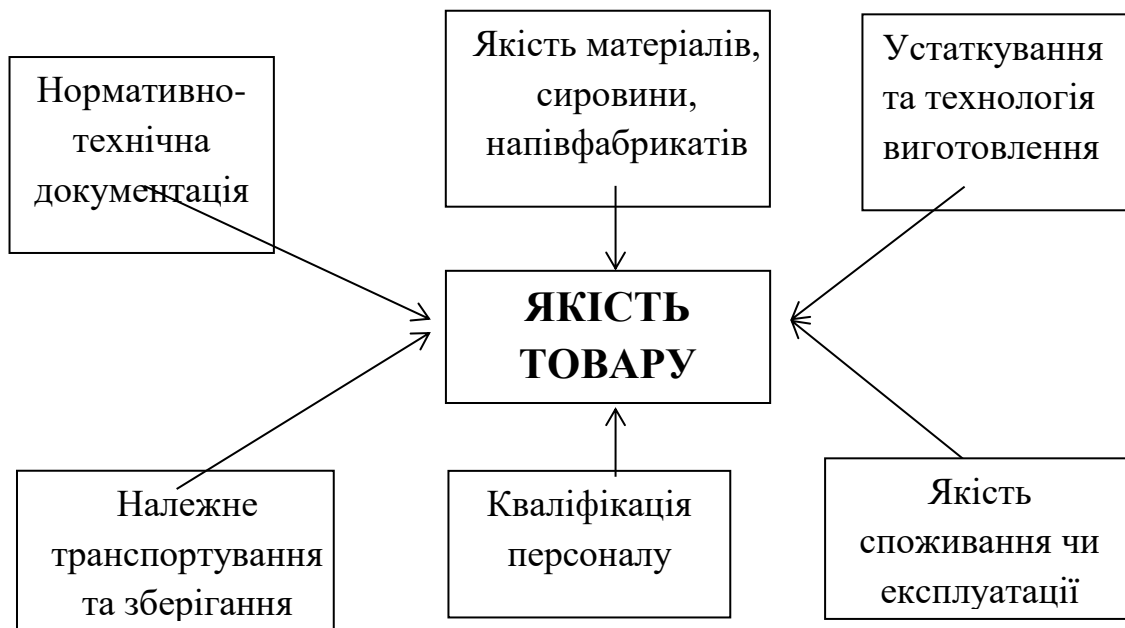 Нормативно-
технічна
документація
Якість матеріалів,
сировини,
напівфабрикатів
Устаткування
та технологія
виготовлення
ЯКІСТЬ
ТОВАРУ
Належне
транспортування
та зберігання
Кваліфікація
персоналу
Якість
споживання чи
експлуатації